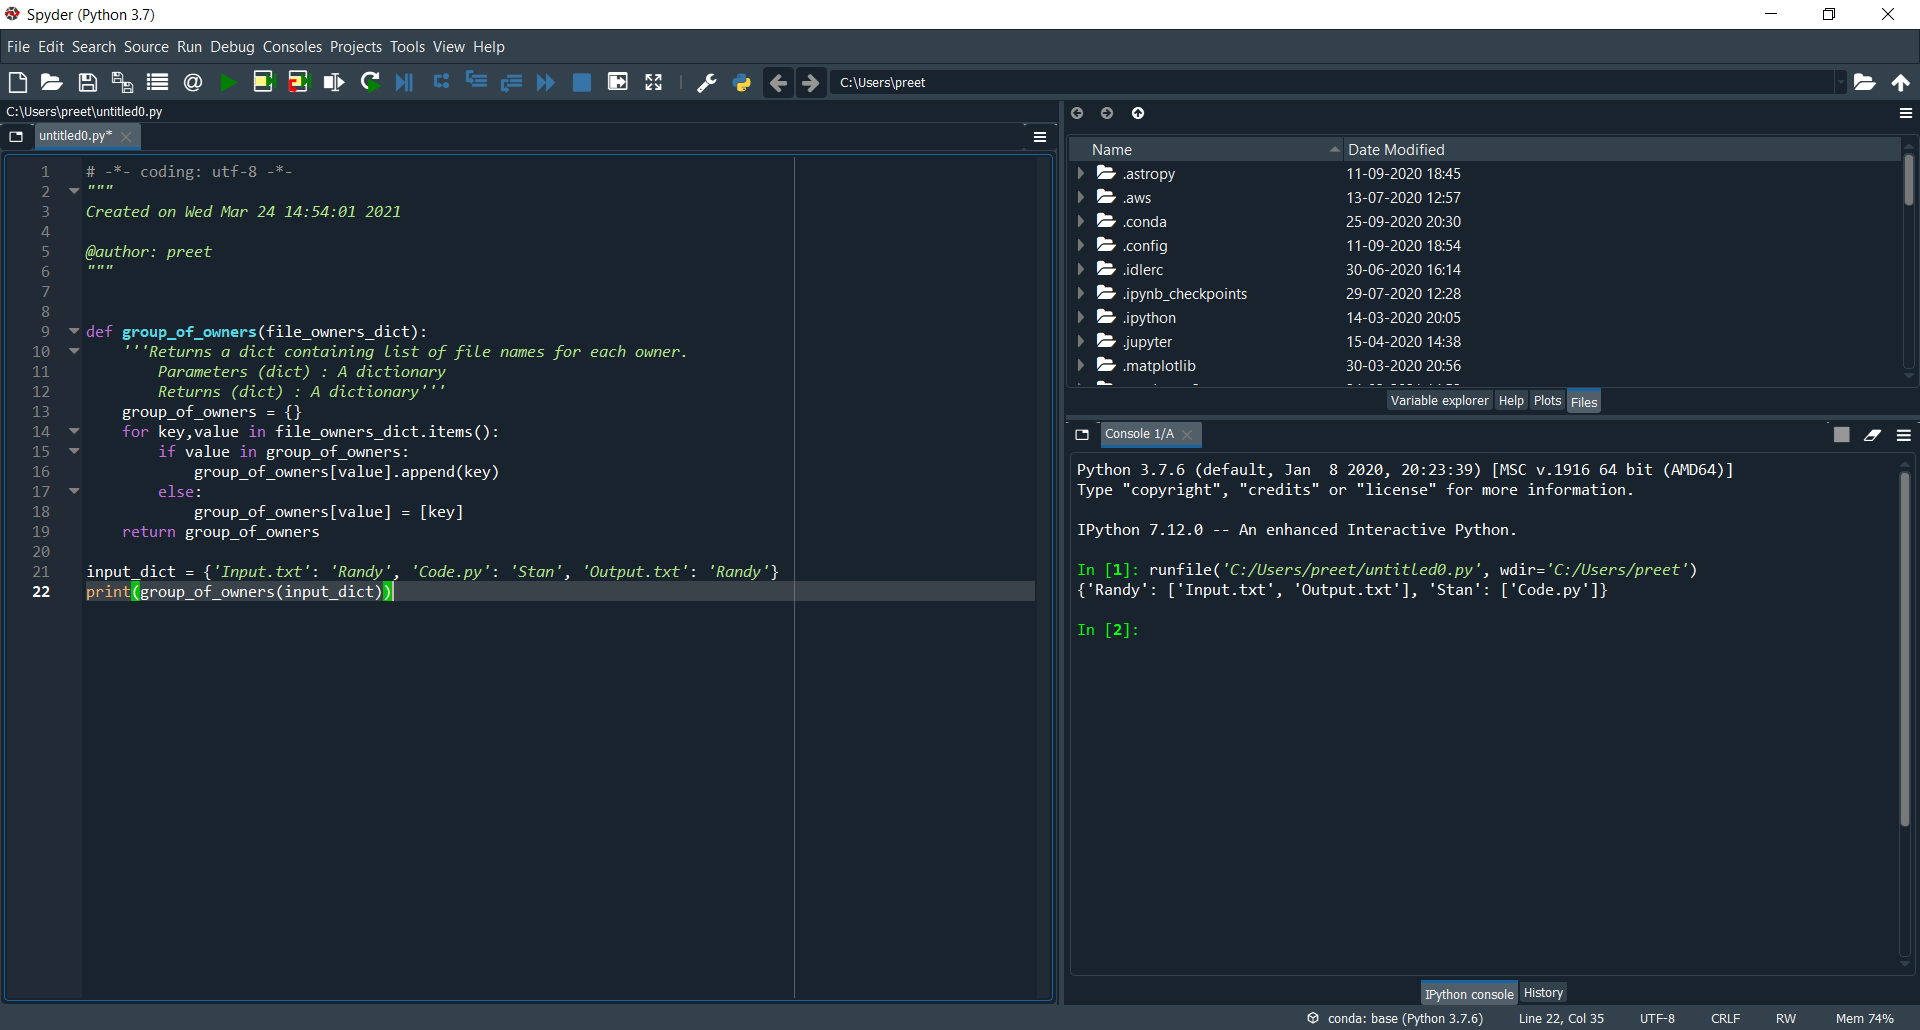 Spyder (Python 3.7)
File Edit Search Source Run Debug Consoles Projects Tools View Help
C:\Users\preet
C:\Users\preet\untitled0.py
untitled0.py*
1 # -*- coding: utf-8 -*-
2 """
3 Created on Wed Mar 24 14:54:01 2021
4
5 @author: preet
6 """
7
8
9 def group_of_owners(file_owners_dict):
10     '''Returns a dict containing list of file names for each owner.
11         Parameters (dict) : A dictionary
12         Returns (dict) : A dictionary'''
13     group_of_owners = {}
14     for key,value in file_owners_dict.items():
15         if value in group_of_owners:
16             group_of_owners[value].append(key)
17         else:
18             group_of_owners[value] = [key]
19     return group_of_owners
20
21 input_dict = {'Input.txt': 'Randy', 'Code.py': 'Stan', 'Output.txt': 'Randy'}
22 print(group_of_owners(input_dict))
Name Date Modified
.astropy 11-09-2020 18:45
.aws 13-07-2020 12:57
.conda 25-09-2020 20:30
.config 11-09-2020 18:54
.idlerc 30-06-2020 16:14
.ipynb_checkpoints 29-07-2020 12:28
.ipython 14-03-2020 20:05
.jupyter 15-04-2020 14:38
.matplotlib 30-03-2020 20:56
Variable explorer Help Plots Files
Console 1/A
Python 3.7.6 (default, Jan  8 2020, 20:23:39) [MSC v.1916 64 bit (AMD64)]
Type "copyright", "credits" or "license" for more information.
IPython 7.12.0 -- An enhanced Interactive Python.
In [1]: runfile('C:/Users/preet/untitled0.py', wdir='C:/Users/preet')
{'Randy': ['Input.txt', 'Output.txt'], 'Stan': ['Code.py']}
In [2]:
IPython console History
conda: base (Python 3.7.6) Line 22, Col 35 UTF-8 CRLF RW Mem 74%